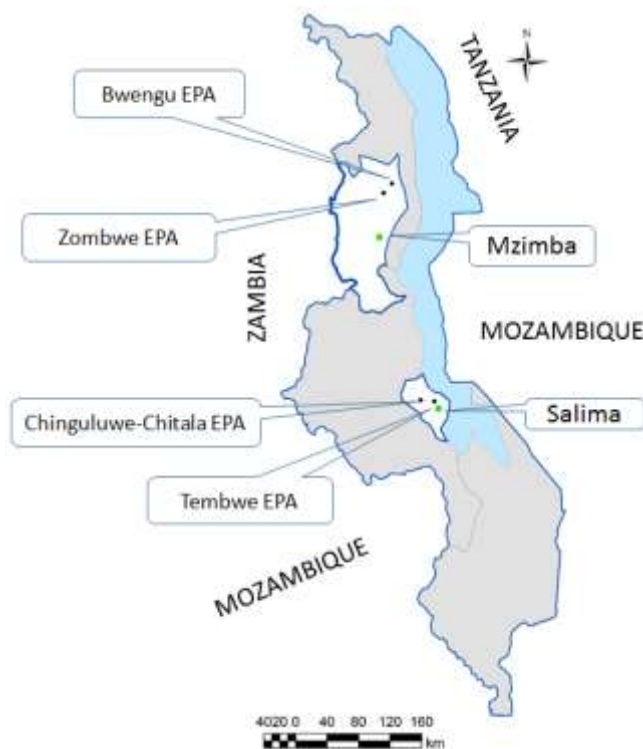 N
TANZANIA
Bwengu EPA
Zombwe EPA
Mzimba
ZAMBIA
MOZAMBIQUE
Chinguluwe-Chitala EPA
Salima
Tembwe EPA
MOZAMBIQUE
4020 0 40 80 120 160
km